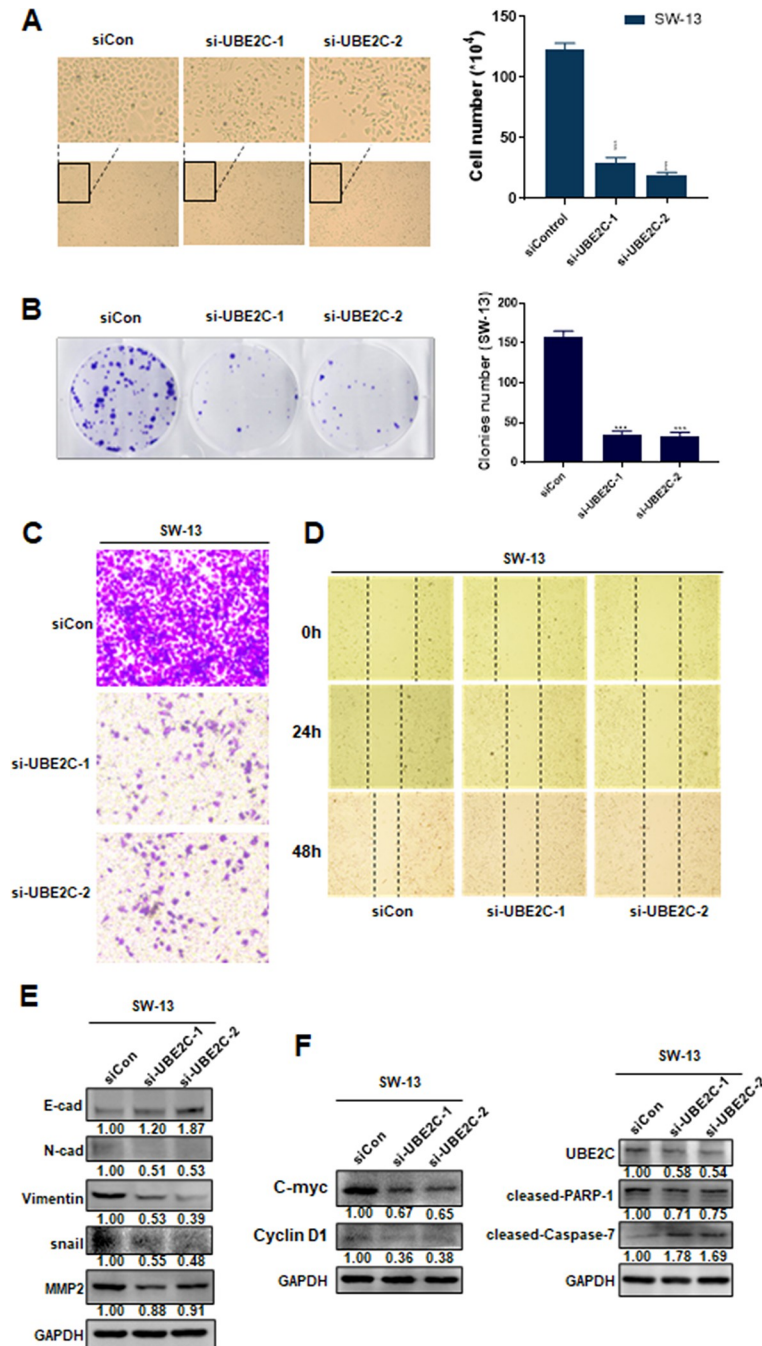 A
siCon si-UBE2C-1 si-UBE2C-2
SW-13
Cell number (*10⁴)
150
100
50
0
siControl
si-UBE2C-1
si-UBE2C-2
B
siCon si-UBE2C-1 si-UBE2C-2
Clonies number (SW-13)
200
150
100
50
0
***
***
siCon
si-UBE2C-1
si-UBE2C-2
C
SW-13
siCon
si-UBE2C-1
si-UBE2C-2
D
SW-13
0h
24h
48h
siCon si-UBE2C-1 si-UBE2C-2
E
SW-13
siCon si-UBE2C-1 si-UBE2C-2
E-cad
1.00 1.20 1.87
N-cad
1.00 0.51 0.53
Vimentin
1.00 0.53 0.39
snail
1.00 0.55 0.48
MMP2
1.00 0.88 0.91
GAPDH
F
SW-13
siCon si-UBE2C-1 si-UBE2C-2
C-myc
1.00 0.67 0.65
Cyclin D1
1.00 0.36 0.38
GAPDH
SW-13
siCon si-UBE2C-1 si-UBE2C-2
UBE2C
1.00 0.58 0.54
cleased-PARP-1
1.00 0.71 0.75
cleased-Caspase-7
1.00 1.78 1.69
GAPDH